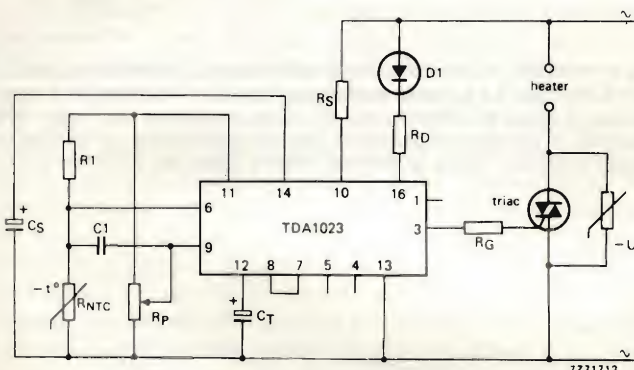 ~
D1
heater
RS
RD
R1
11
14
10
16
6
1
CS
C1
9
TDA1023
3
triac
RG
-U
-t°
RNTC
RP
12
8
7
5
4
13
CT
+
+
~
7Z71712